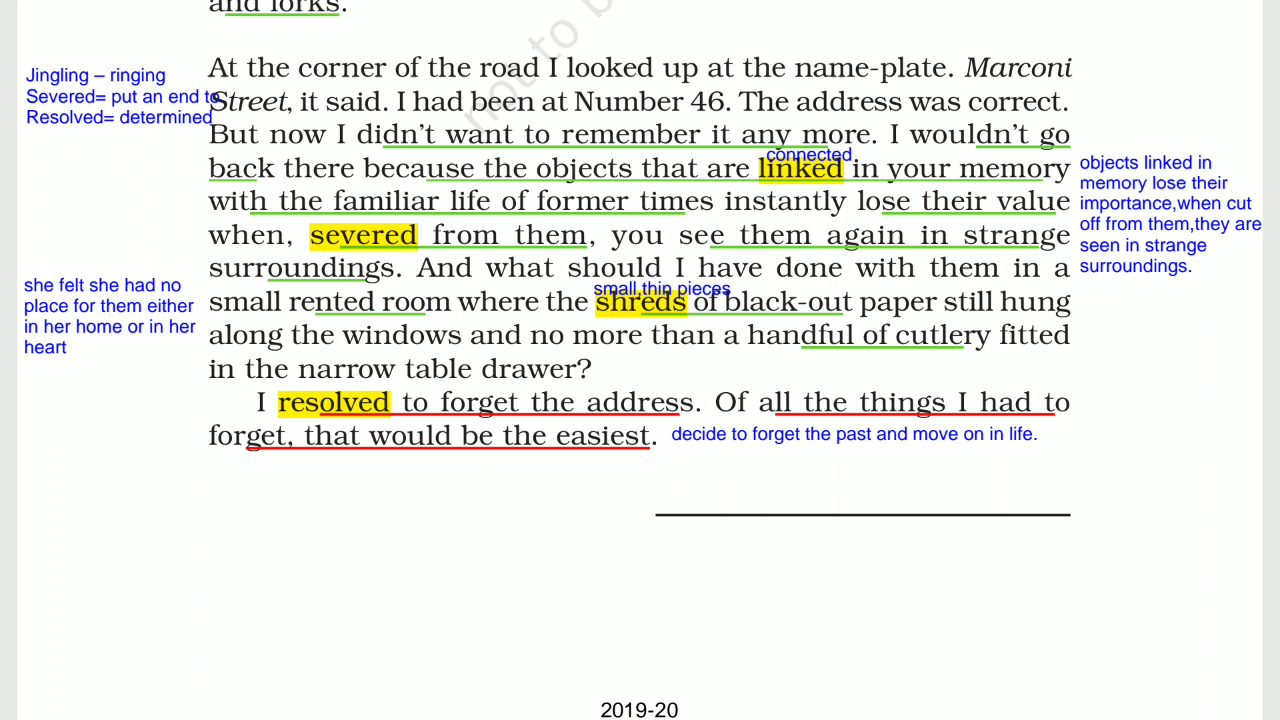 and forks.
not to b
At the corner of the road I looked up at the name-plate. Marconi
Street, it said. I had been at Number 46. The address was correct.
But now I didn't want to remember it any more. I wouldn't go
back there because the objects that are linked in your memory
with the familiar life of former times instantly lose their value
when, severed from them, you see them again in strange
surroundings. And what should I have done with them in a
small rented room where the shreds of black-out paper still hung
along the windows and no more than a handful of cutlery fitted
in the narrow table drawer?
I resolved to forget the address. Of all the things I had to
forget, that would be the easiest.
decide to forget the past and move on in life.
Jingling – ringing
Severed= put an end to
Resolved= determined
she felt she had no
place for them either
in her home or in her
heart
connected
small,thin pieces
objects linked in
memory lose their
importance,when cut
off from them,they are
seen in strange
surroundings.
2019-20